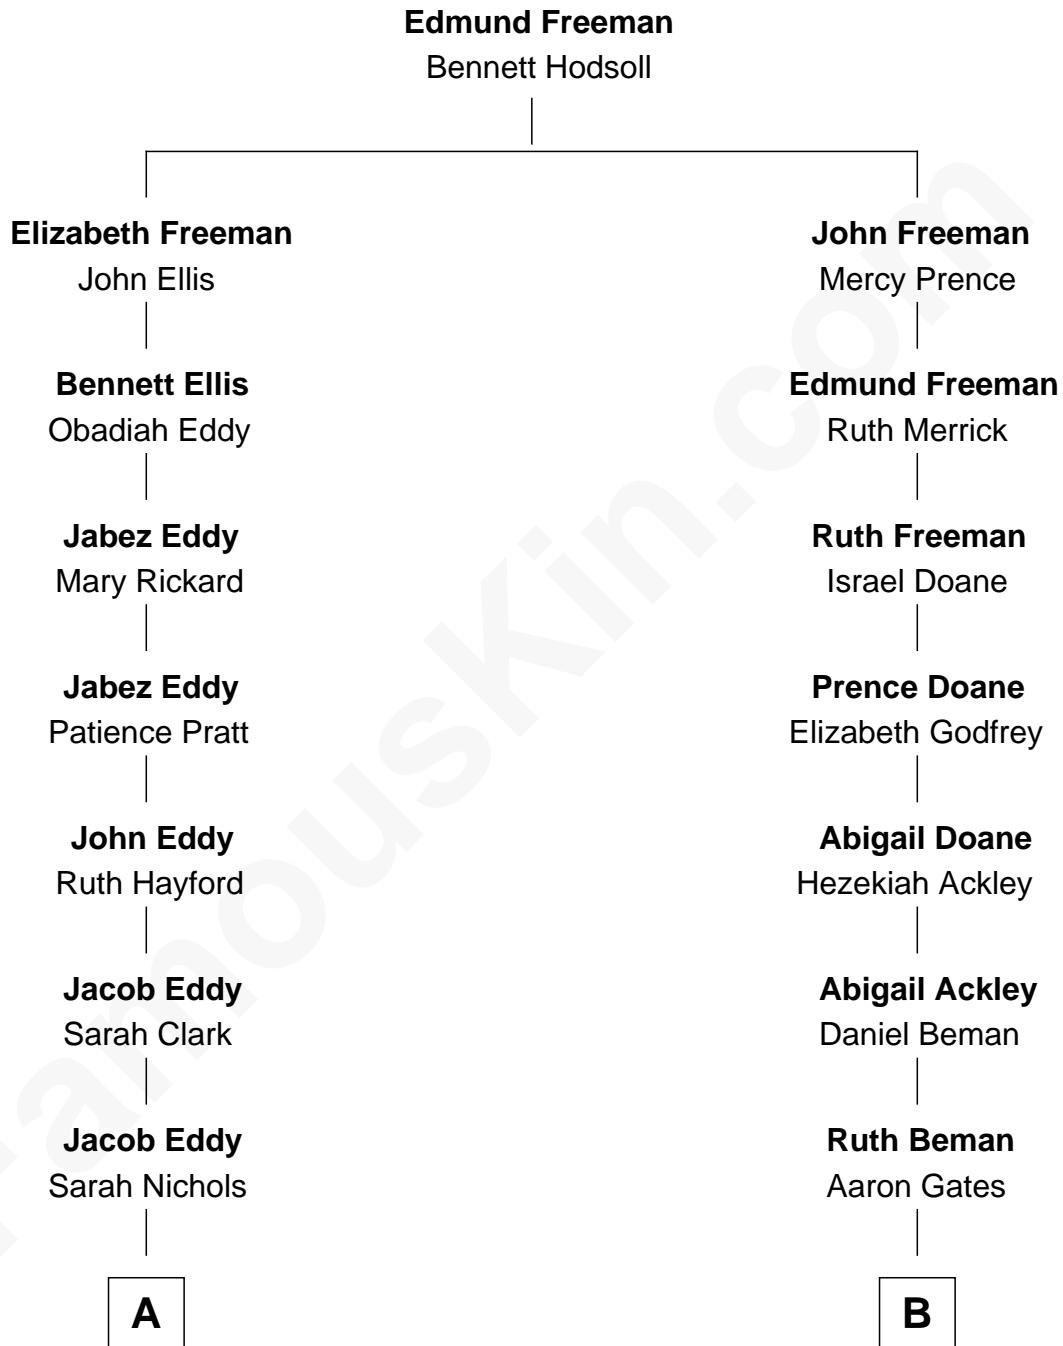 Edmund Freeman
Bennett Hodsoll
Elizabeth Freeman
John Ellis
John Freeman
Mercy Prence
Bennett Ellis
Obadiah Eddy
Edmund Freeman
Ruth Merrick
Jabez Eddy
Mary Rickard
Ruth Freeman
Israel Doane
Jabez Eddy
Patience Pratt
Prence Doane
Elizabeth Godfrey
John Eddy
Ruth Hayford
Abigail Doane
Hezekiah Ackley
Jacob Eddy
Sarah Clark
Abigail Ackley
Daniel Beman
Jacob Eddy
Sarah Nichols
Ruth Beman
Aaron Gates
A
B
FamousKin.com